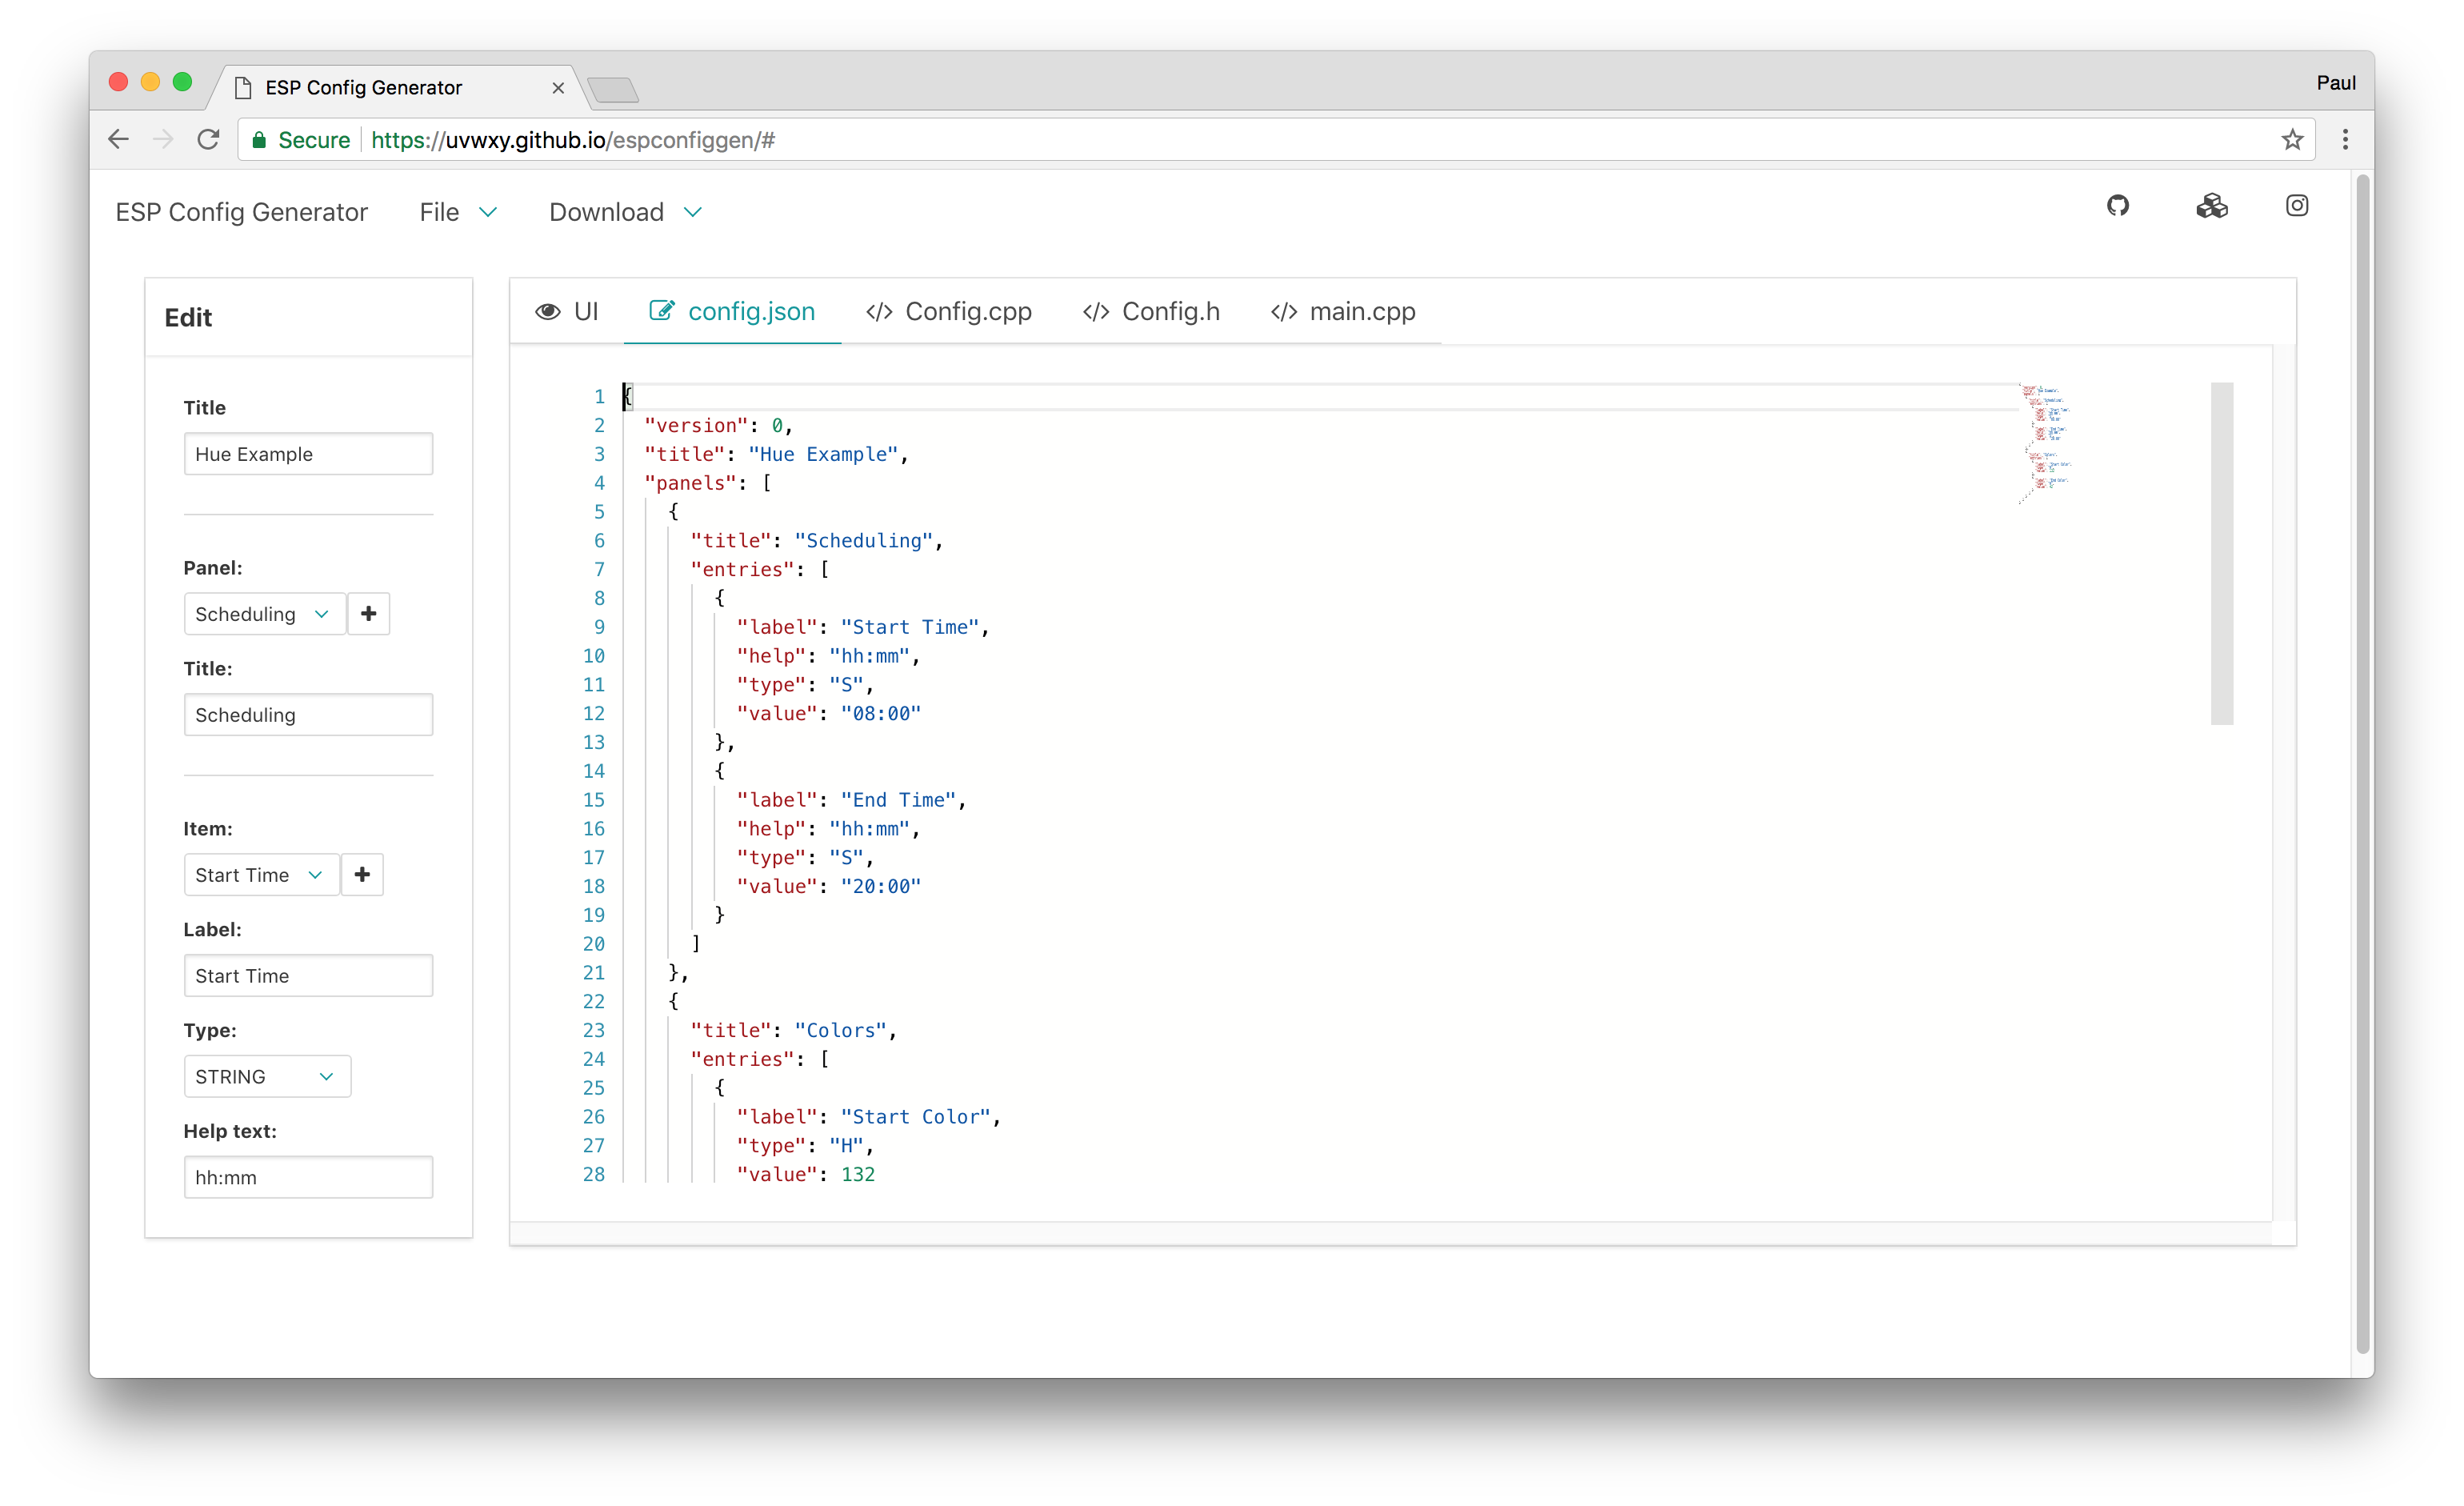 ESP Config Generator
Paul
Secure https://uvwxy.github.io/espconfiggen/#
ESP Config Generator File Download
Edit
Title
Hue Example
Panel:
Scheduling
Title:
Scheduling
Item:
Start Time
Label:
Start Time
Type:
STRING
Help text:
hh:mm
UI config.json </> Config.cpp </> Config.h </> main.cpp
1 {
2 "version": 0,
3 "title": "Hue Example",
4 "panels": [
5 {
6 "title": "Scheduling",
7 "entries": [
8 {
9 "label": "Start Time",
10 "help": "hh:mm",
11 "type": "S",
12 "value": "08:00"
13 },
14 {
15 "label": "End Time",
16 "help": "hh:mm",
17 "type": "S",
18 "value": "20:00"
19 }
20 ]
21 },
22 {
23 "title": "Colors",
24 "entries": [
25 {
26 "label": "Start Color",
27 "type": "H",
28 "value": 132